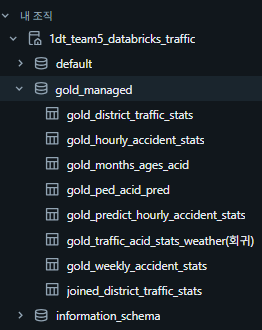 내 조직
1dt_team5_databricks_traffic
default
gold_managed
gold_district_traffic_stats
gold_hourly_accident_stats
gold_months_ages_acid
gold_ped_acid_pred
gold_predict_hourly_accident_stats
gold_traffic_acid_stats_weather(회귀)
gold_weekly_accident_stats
joined_district_traffic_stats
information_schema